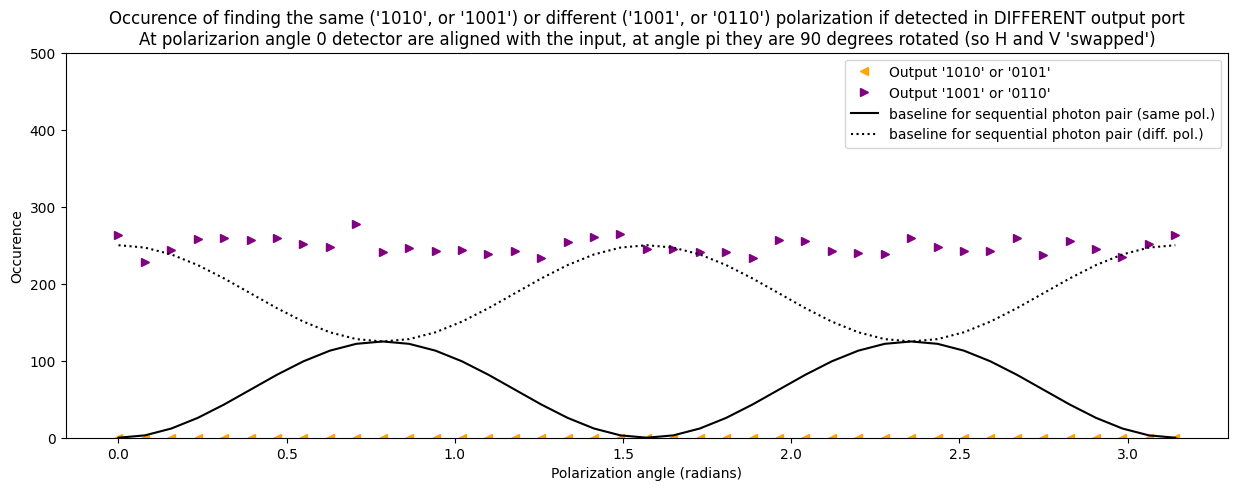 Occurence of finding the same ('1010', or '1001') or different ('1001', or '0110') polarization if detected in DIFFERENT output port
At polarizarion angle 0 detector are aligned with the input, at angle pi they are 90 degrees rotated (so H and V 'swapped')
500
400
300
200
100
0
Occurrence
Output '1010' or '0101'
Output '1001' or '0110'
baseline for sequential photon pair (same pol.)
baseline for sequential photon pair (diff. pol.)
0.0 0.5 1.0 1.5 2.0 2.5 3.0
Polarization angle (radians)